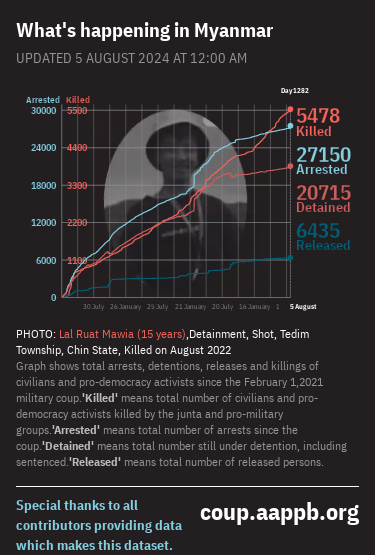 What's happening in Myanmar
UPDATED 5 AUGUST 2024 AT 12:00 AM
Day1282
Arrested Killed
30000 5500
24000 4400
18000 3300
12000 2200
6000 1100
0
5478
Killed
27150
Arrested
20715
Detained
6435
Released
30 July 26 January 25 July 21 January 20 July 16 January 1 5 August
PHOTO: Lal Ruat Mawia (15 years),Detainment, Shot, Tedim
Township, Chin State, Killed on August 2022
Graph shows total arrests, detentions, releases and killings of
civilians and pro-democracy activists since the February 1,2021
military coup.'Killed' means total number of civilians and pro-
democracy activists killed by the junta and pro-military
groups.'Arrested' means total number of arrests since the
coup.'Detained' means total number still under detention, including
sentenced.'Released' means total number of released persons.
Special thanks to all
contributors providing data
which makes this dataset.
coup.aappb.org